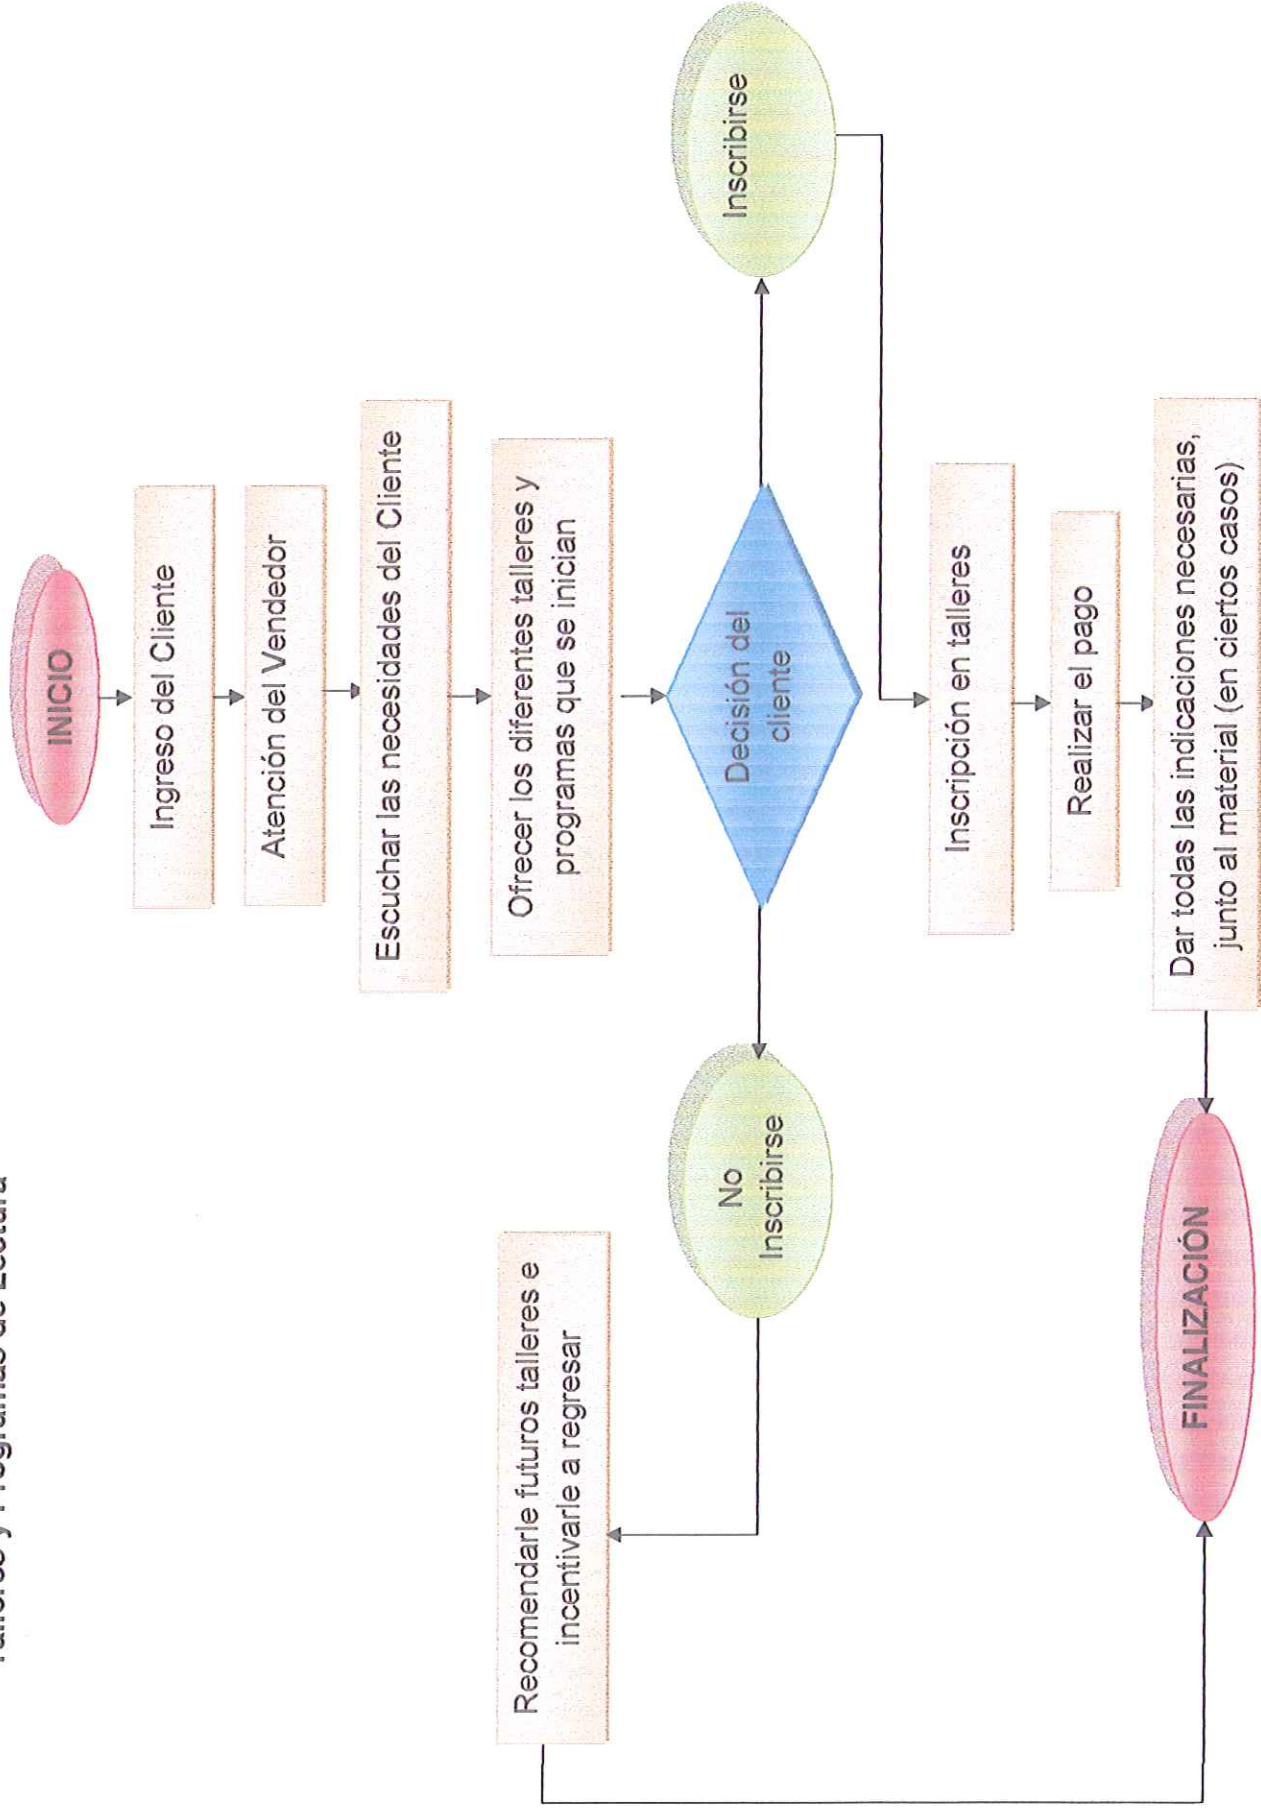 Talleres y Programas de Lectura
INICIO
Ingreso del Cliente
Atención del Vendedor
Escuchar las necesidades del Cliente
Ofrecer los diferentes talleres y
programas que se inician
Decisión del
cliente
No
Inscribirse
Inscribirse
Recomendarle futuros talleres e
incentivarle a regresar
Inscripción en talleres
Realizar el pago
Dar todas las indicaciones necesarias,
junto al material (en ciertos casos)
FINALIZACIÓN